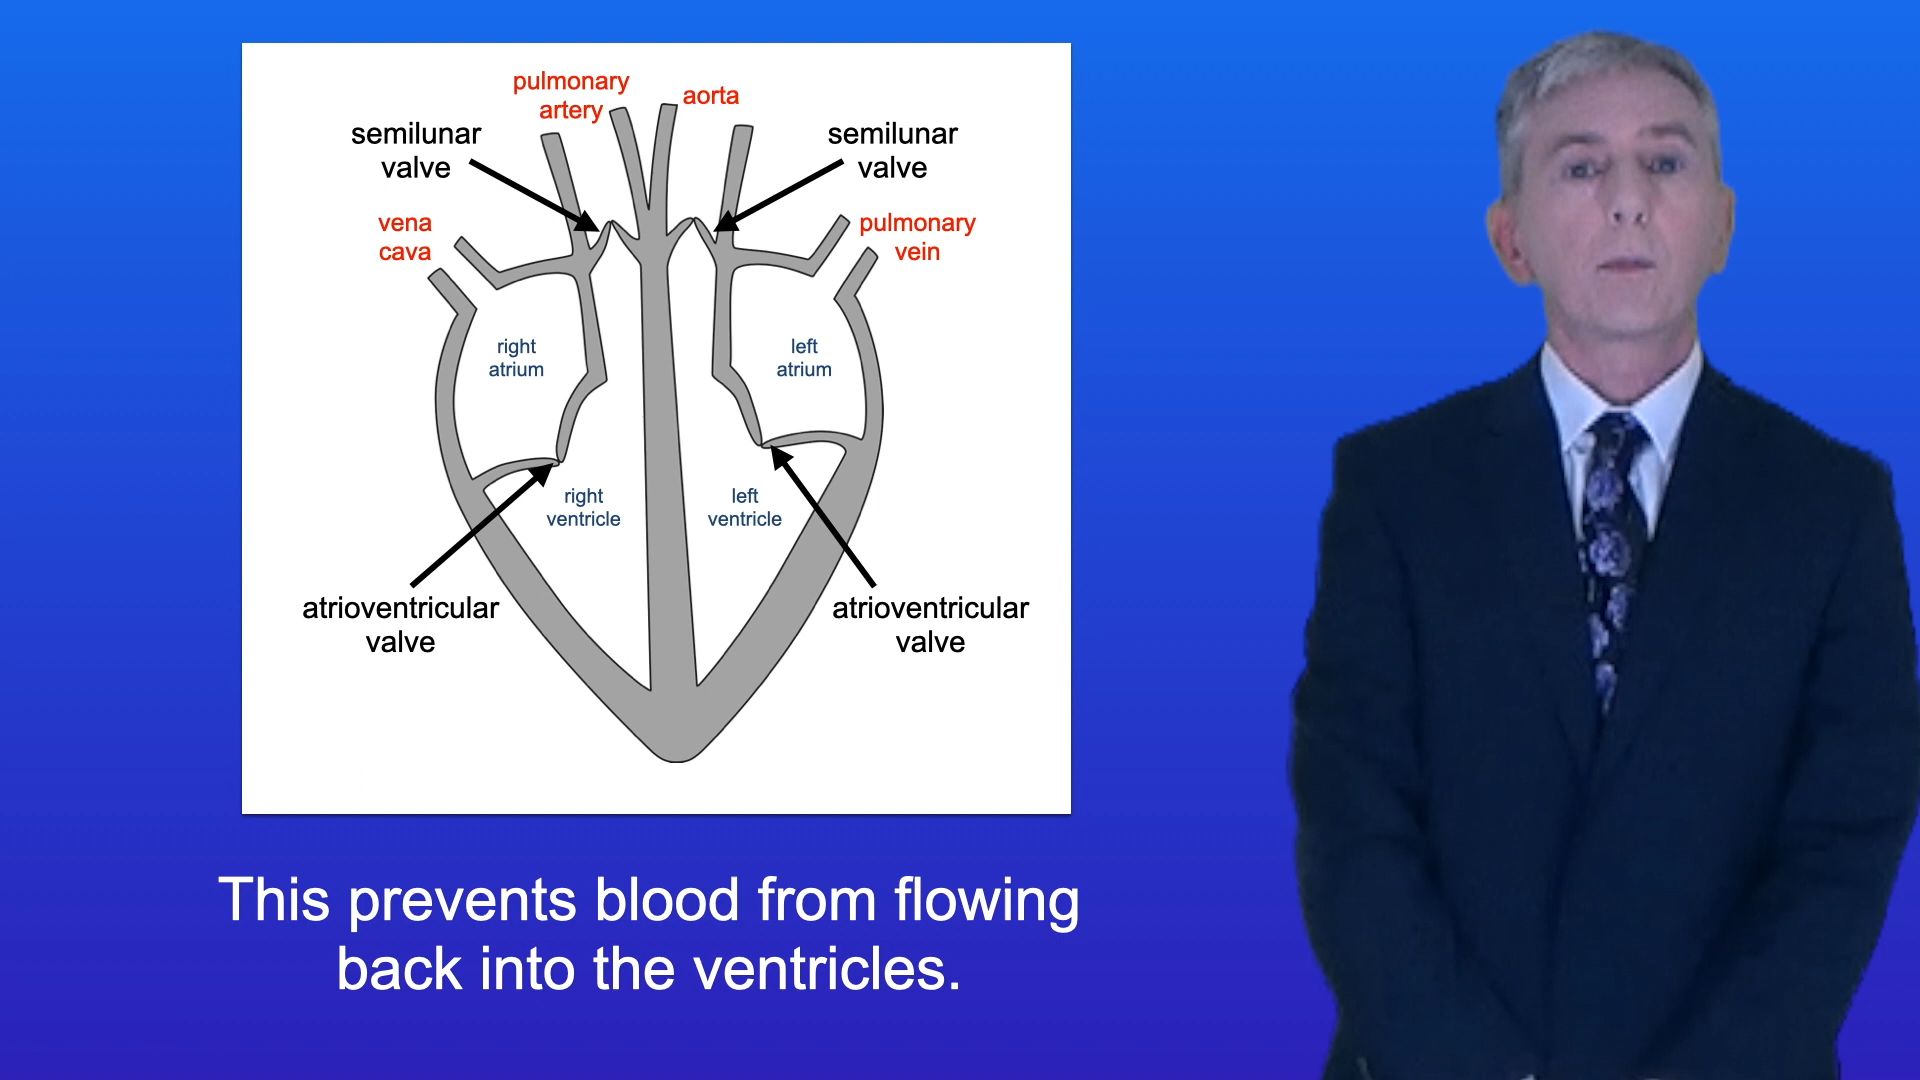 pulmonary
artery
aorta
semilunar
valve
semilunar
valve
vena
cava
pulmonary
vein
right
atrium
left
atrium
right
ventricle
left
ventricle
atrioventricular
valve
atrioventricular
valve
This prevents blood from flowing
back into the ventricles.